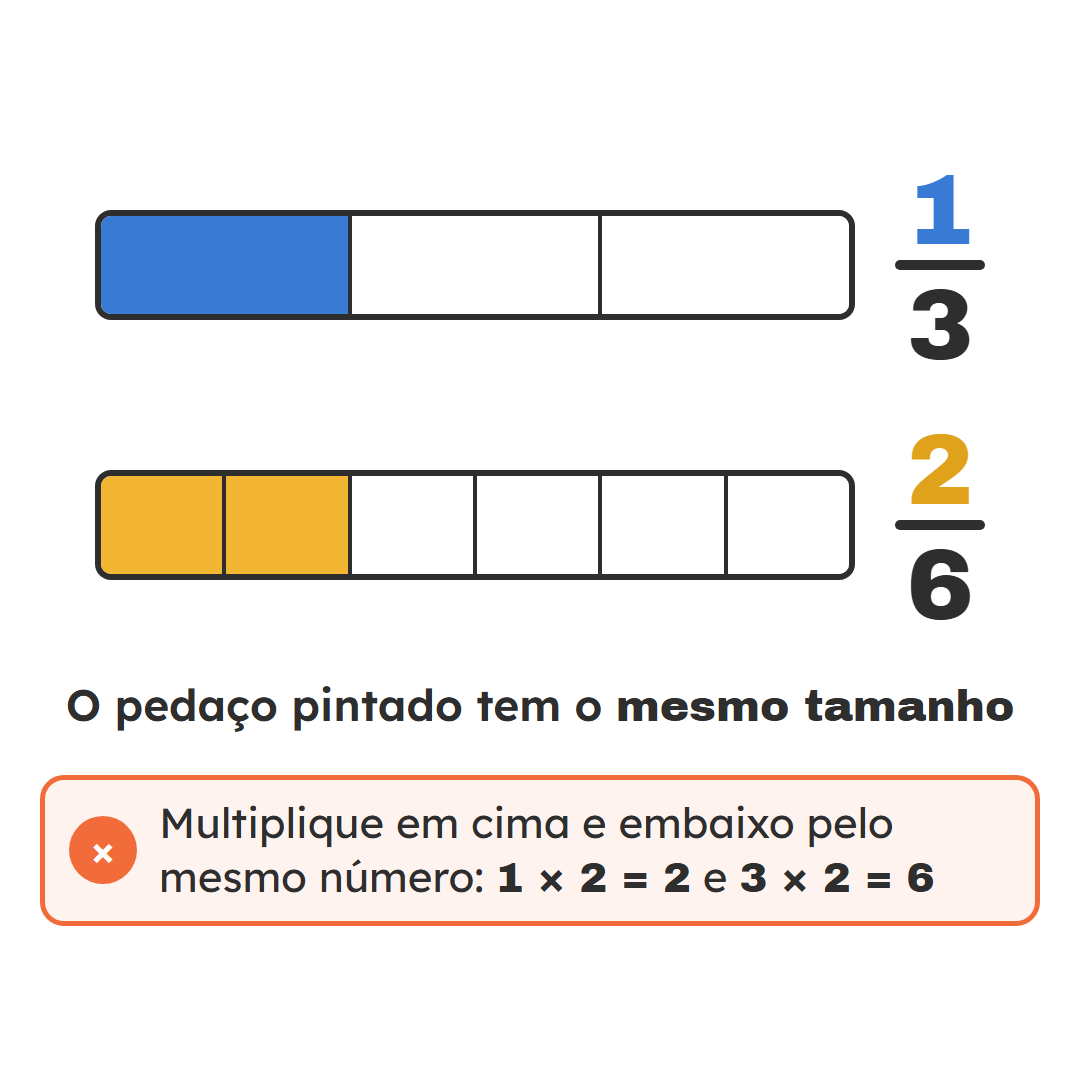 1
3
2
6
O pedaço pintado tem o mesmo tamanho
×
Multiplique em cima e embaixo pelo
mesmo número: 1 × 2 = 2 e 3 × 2 = 6